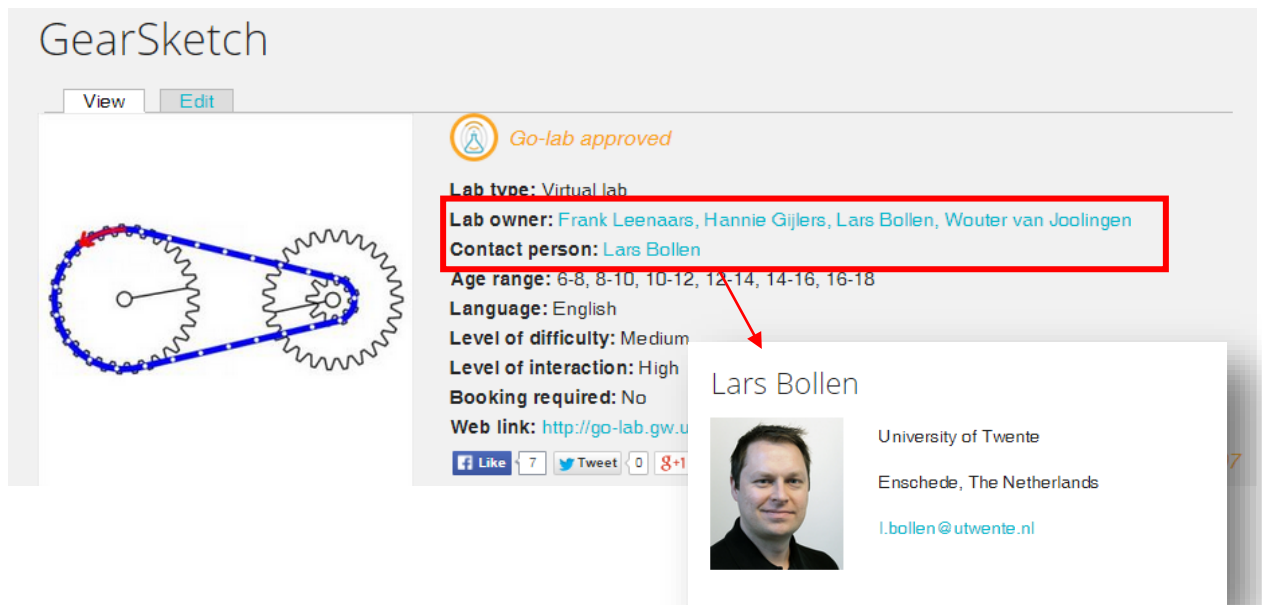 GearSketch
View Edit
Go-lab approved
Lab type: Virtual lab
Lab owner: Frank Leenaars, Hannie Gijlers, Lars Bollen, Wouter van Joolingen
Contact person: Lars Bollen
Age range: 6-8, 8-10, 10-12, 12-14, 14-16, 16-18
Language: English
Level of difficulty: Medium
Level of interaction: High
Booking required: No
Web link: http://go-lab.gw.u
Like 7 Tweet 0 g+1
7
Lars Bollen
University of Twente
Enschede, The Netherlands
l.bollen@utwente.nl